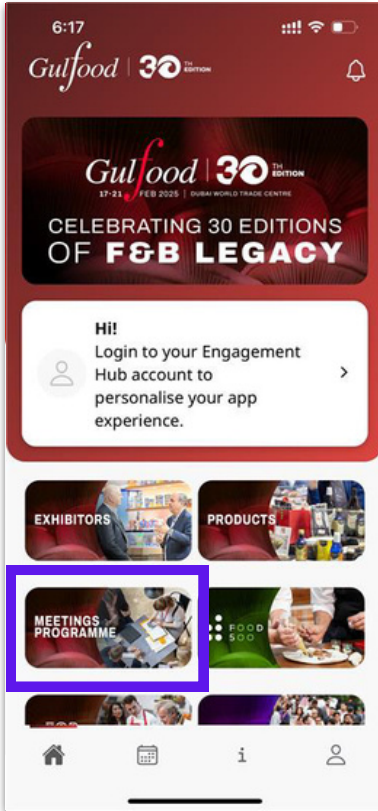 6:17
Gulfood 30 TH EDITION
Gulfood 30 TH EDITION
17-21 FEB 2025 | DUBAI WORLD TRADE CENTRE
CELEBRATING 30 EDITIONS
OF F&B LEGACY
Hi!
Login to your Engagement
Hub account to
personalise your app
experience.
EXHIBITORS
PRODUCTS
MEETINGS
PROGRAMME
FOOD
500